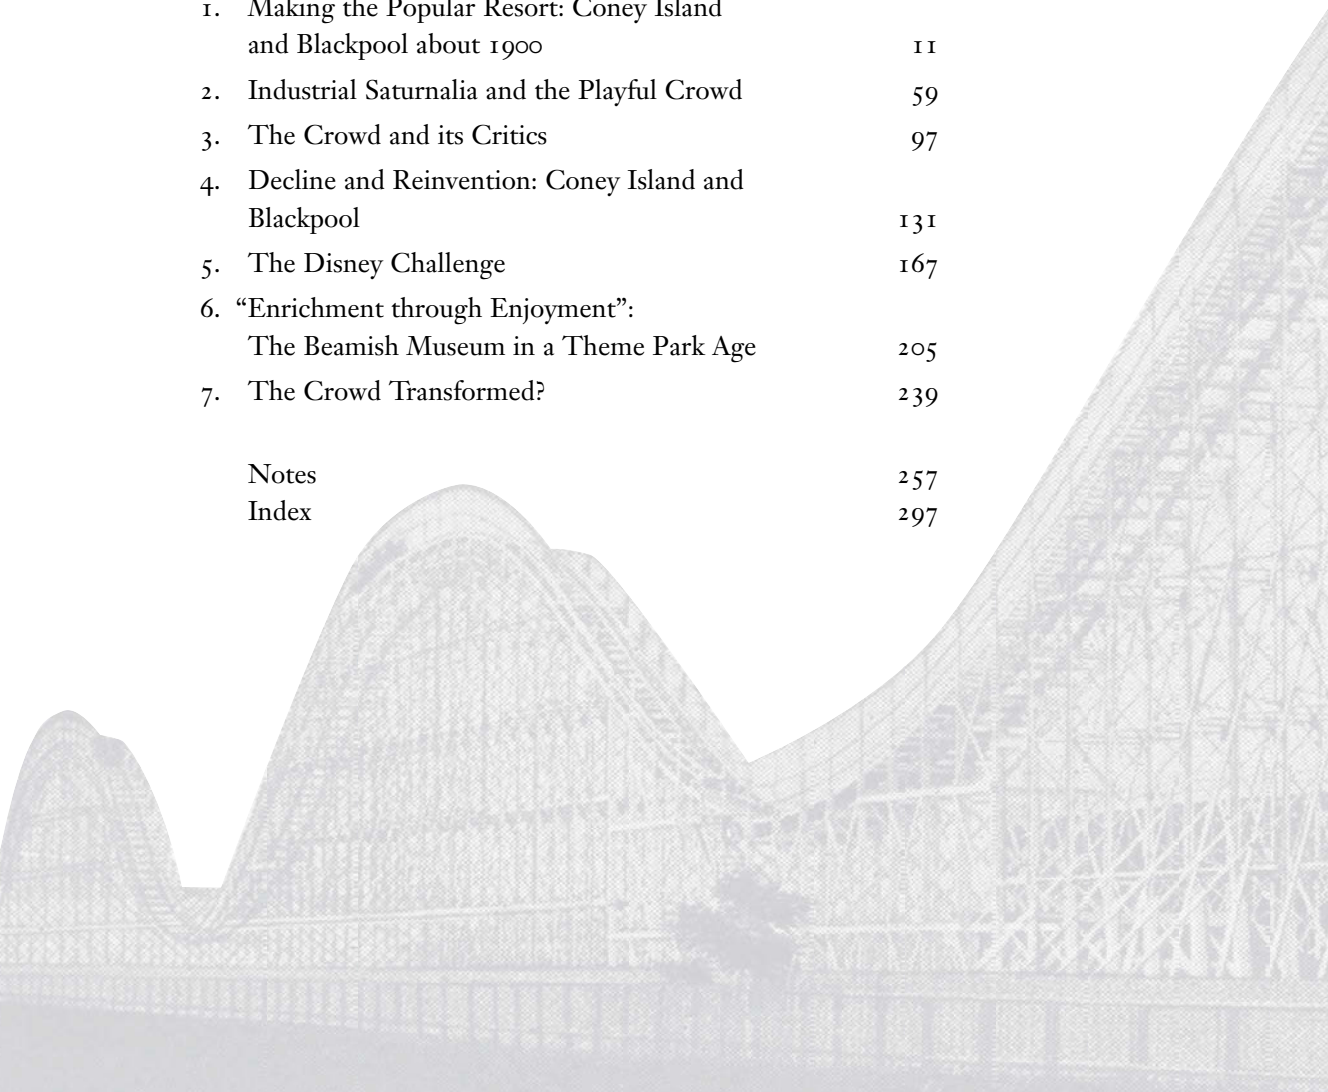 1. Making the Popular Resort: Coney Island
and Blackpool about 1900 11
2. Industrial Saturnalia and the Playful Crowd 59
3. The Crowd and its Critics 97
4. Decline and Reinvention: Coney Island and
Blackpool 131
5. The Disney Challenge 167
6. “Enrichment through Enjoyment”:
The Beamish Museum in a Theme Park Age 205
7. The Crowd Transformed? 239
Notes 257
Index 297